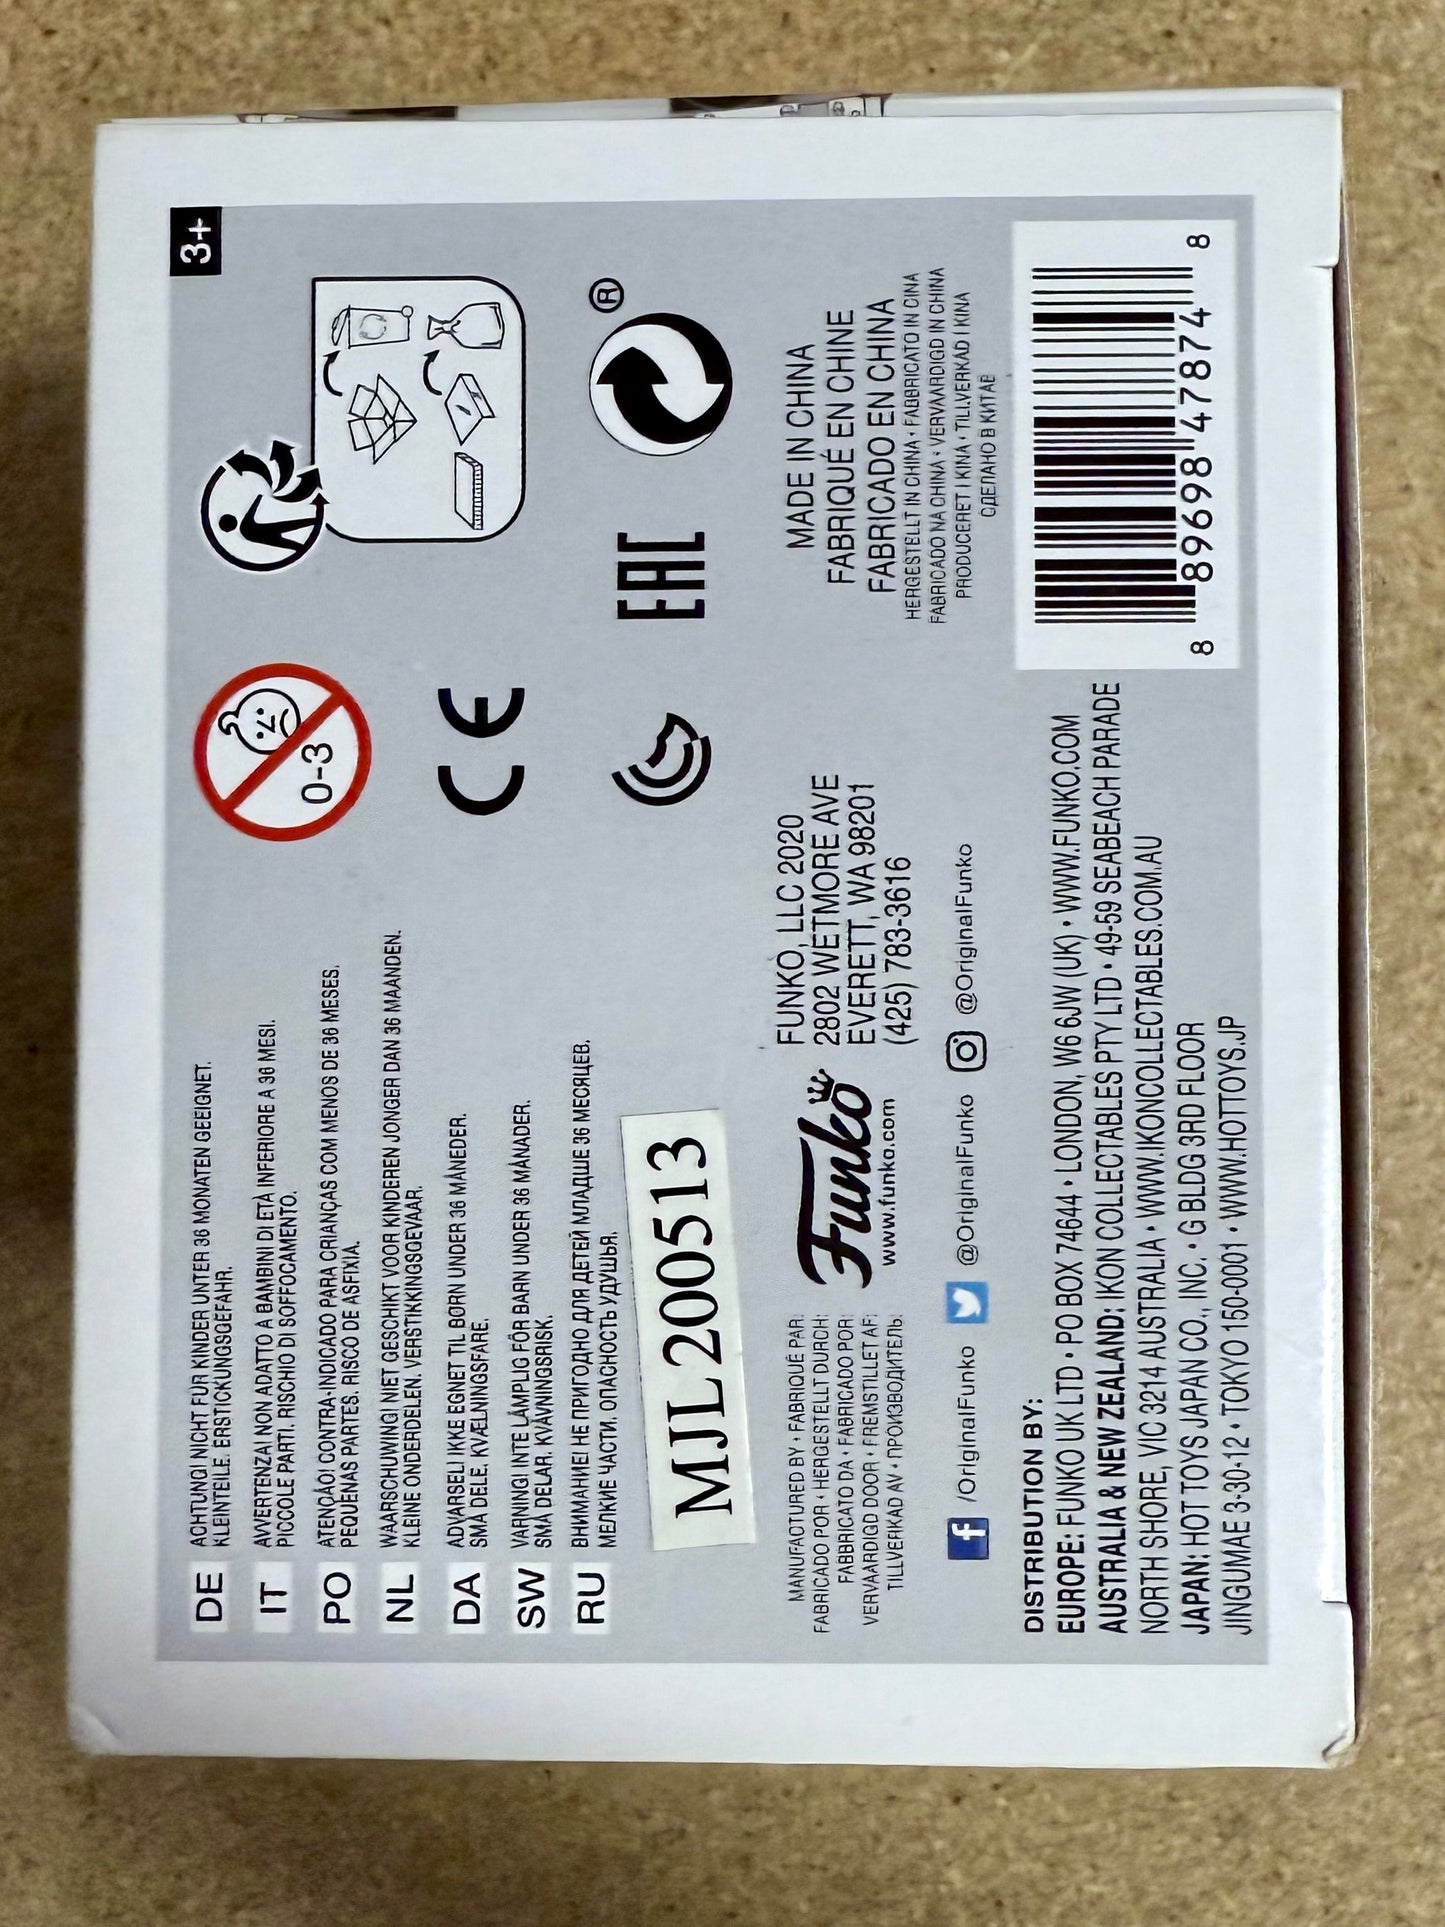 3+
DE
ACHTUNG! NICHT FÜR KINDER UNTER 36 MONATEN GEEIGNET.
KLEINTEILE. ERSTICKUNGSGEFAHR.
IT
AVVERTENZA! NON ADATTO A BAMBINI DI ETÀ INFERIORE A 36 MESI.
PICCOLE PARTI. RISCHIO DI SOFFOCAMENTO.
PO
ATENÇÃO! CONTRA-INDICADO PARA CRIANÇAS COM MENOS DE 36 MESES.
PEQUENAS PARTES. RISCO DE ASFIXIA.
NL
WAARSCHUWING! NIET GESCHIKT VOOR KINDEREN JONGER DAN 36 MAANDEN.
KLEINE ONDERDELEN. VERSTIKKINGSGEVAAR.
DA
ADVARSEL! IKKE EGNET TIL BØRN UNDER 36 MÅNEDER.
SMÅ DELE. KVÆLNINGSFARE.
SW
VARNING! INTE LÄMPLIG FÖR BARN UNDER 36 MÅNADER.
SMÅ DELAR. KVÄVNINGSRISK.
RU
ВНИМАНИЕ! НЕ ПРИГОДНО ДЛЯ ДЕТЕЙ МЛАДШЕ 36 МЕСЯЦЕВ.
МЕЛКИЕ ЧАСТИ. ОПАСНОСТЬ УДУШЬЯ.
0-3
CE
EAC
®
MJL200513
MANUFACTURED BY • FABRIQUÉ PAR:
FABRICADO POR • HERGESTELLT DURCH:
FABBRICATO DA • FABRICADO POR:
VERVAARDIGD DOOR • FREMSTILLET AF:
TILLVERKAD AV • ПРОИЗВОДИТЕЛЬ:
Funko
www.funko.com
FUNKO, LLC 2020
2802 WETMORE AVE
EVERETT, WA 98201
(425) 783-3616
MADE IN CHINA
FABRIQUÉ EN CHINE
FABRICADO EN CHINA
HERGESTELLT IN CHINA • FABBRICATO IN CINA
FABRICADO NA CHINA • VERVAARDIGD IN CHINA
PRODUCERET I KINA • TILLVERKAD I KINA
СДЕЛАНО В КИТАЕ
f /OriginalFunko @OriginalFunko @OriginalFunko
DISTRIBUTION BY:
EUROPE: FUNKO UK LTD • PO BOX 74644 • LONDON, W6 6JW (UK) • WWW.FUNKO.COM
AUSTRALIA & NEW ZEALAND: IKON COLLECTABLES PTY LTD • 49-59 SEABEACH PARADE
NORTH SHORE, VIC 3214 AUSTRALIA • WWW.IKONCOLLECTABLES.COM.AU
JAPAN: HOT TOYS JAPAN CO., INC. • G BLDG 3RD FLOOR
JINGUMAE 3-30-12 • TOKYO 150-0001 • WWW.HOTTOYS.JP
8 89698 47874 8